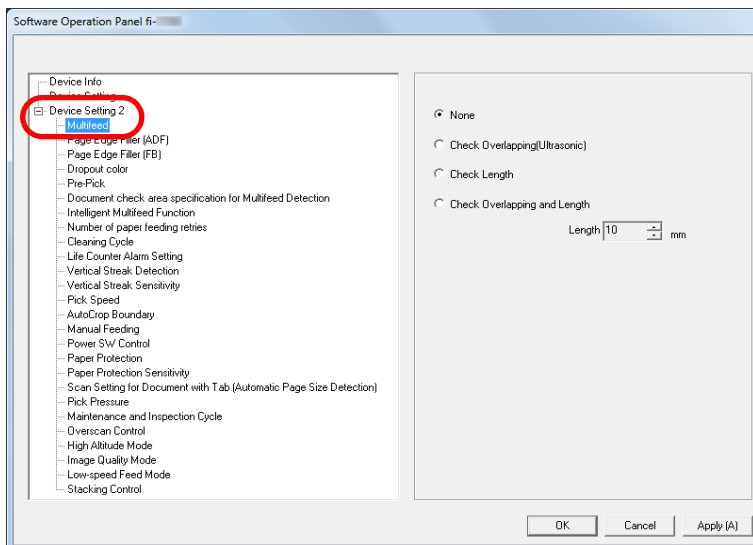 Software Operation Panel fi-
Device Info
Device Setting
Device Setting 2
Multifeed
Page Edge Filler (ADF)
Page Edge Filler (FB)
Dropout color
Pre-Pick
Document check area specification for Multifeed Detection
Intelligent Multifeed Function
Number of paper feeding retries
Cleaning Cycle
Life Counter Alarm Setting
Vertical Streak Detection
Vertical Streak Sensitivity
Pick Speed
AutoCrop Boundary
Manual Feeding
Power SW Control
Paper Protection
Paper Protection Sensitivity
Scan Setting for Document with Tab (Automatic Page Size Detection)
Pick Pressure
Maintenance and Inspection Cycle
Overscan Control
High Altitude Mode
Image Quality Mode
Low-speed Feed Mode
Stacking Control
None
Check Overlapping(Ultrasonic)
Check Length
Check Overlapping and Length
Length 10 mm
OK Cancel Apply (A)